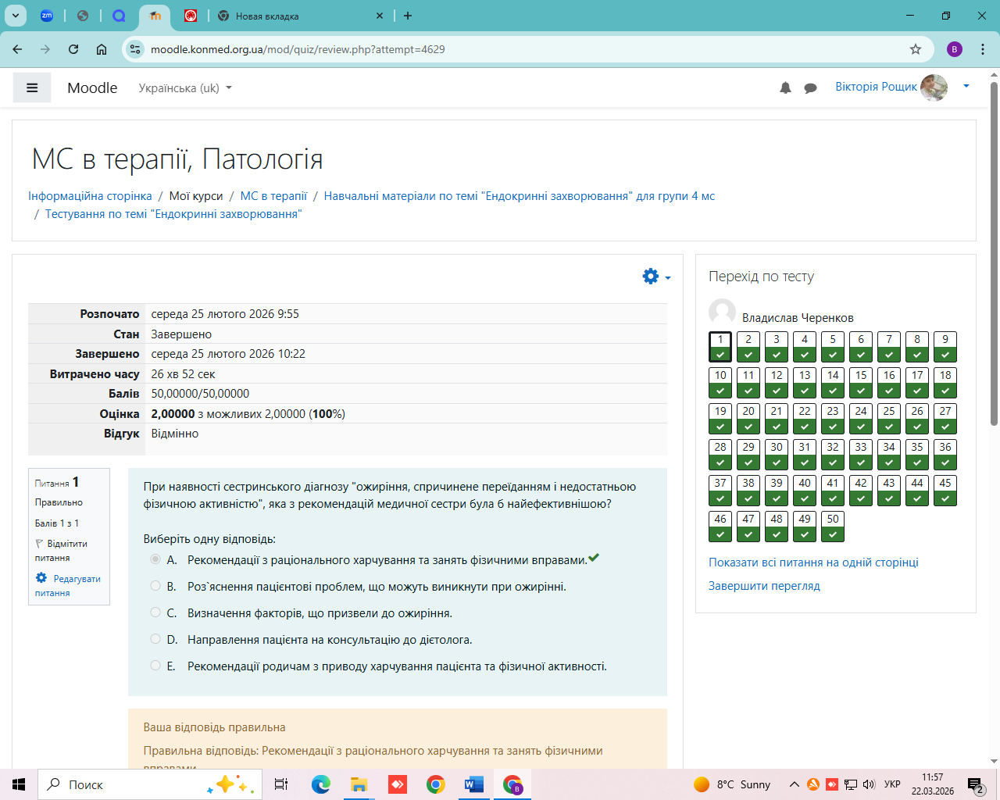 zm
Новая вкладка
moodle.konmed.org.ua/mod/quiz/review.php?attempt=4629
B
Moodle
Українська (uk)
Вікторія Рощик
МС в терапії, Патологія
Інформаційна сторінка / Мої курси / МС в терапії / Навчальні матеріали по темі "Ендокринні захворювання" для групи 4 мс
/ Тестування по темі "Ендокринні захворювання"
Розпочато середа 25 лютого 2026 9:55
Стан Завершено
Завершено середа 25 лютого 2026 10:22
Витрачено часу 26 хв 52 сек
Балів 50,00000/50,00000
Оцінка 2,00000 з можливих 2,00000 (100%)
Відгук Відмінно
Питання 1
Правильно
Балів 1 з 1
Відмітити
питання
Редагувати
питання
При наявності сестринського діагнозу "ожиріння, спричинене переїданням і недостатньою
фізичною активністю", яка з рекомендацій медичної сестри була б найефективнішою?
Виберіть одну відповідь:
A. Рекомендації з раціонального харчування та занять фізичними вправами.
B. Роз`яснення пацієнтові проблем, що можуть виникнути при ожирінні.
C. Визначення факторів, що призвели до ожиріння.
D. Направлення пацієнта на консультацію до дієтолога.
E. Рекомендації родичам з приводу харчування пацієнта та фізичної активності.
Ваша відповідь правильна
Правильна відповідь: Рекомендації з раціонального харчування та занять фізичними
вправами.
Перехід по тесту
Владислав Черенков
1 2 3 4 5 6 7 8 9
10 11 12 13 14 15 16 17 18
19 20 21 22 23 24 25 26 27
28 29 30 31 32 33 34 35 36
37 38 39 40 41 42 43 44 45
46 47 48 49 50
Показати всі питання на одній сторінці
Завершити перегляд
Поиск
8°C Sunny
УКР
11:57
22.03.2026
2